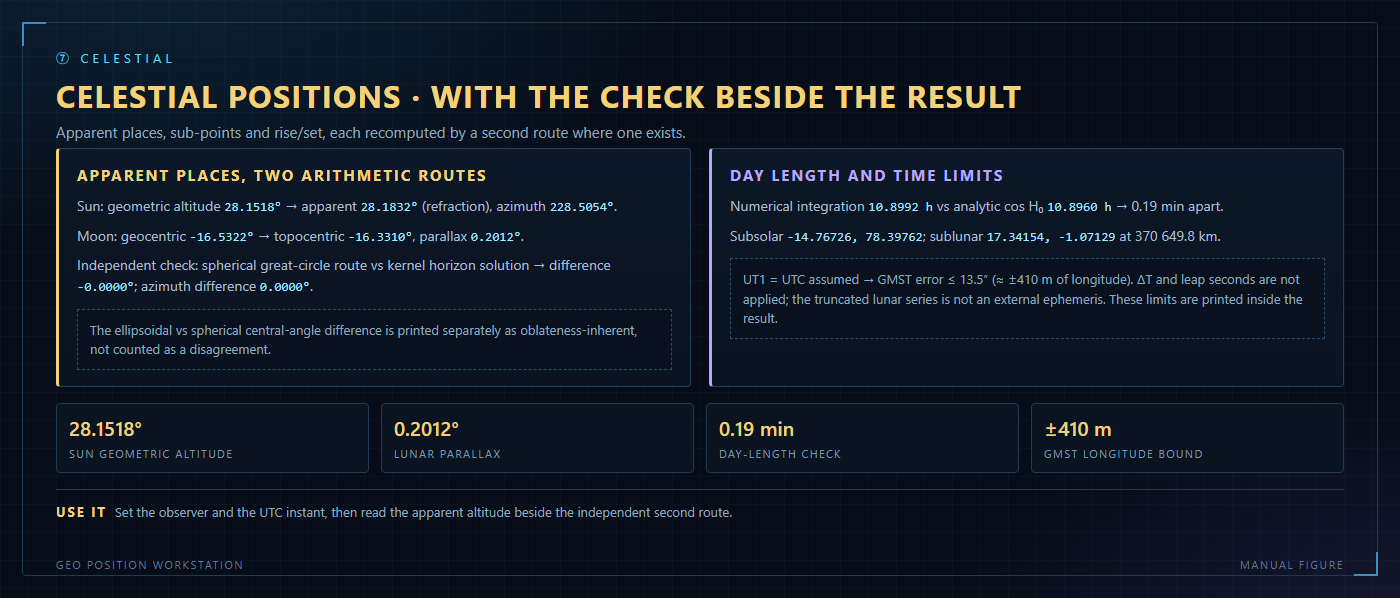 ⑦ CELESTIAL
CELESTIAL POSITIONS · WITH THE CHECK BESIDE THE RESULT
Apparent places, sub-points and rise/set, each recomputed by a second route where one exists.
APPARENT PLACES, TWO ARITHMETIC ROUTES
Sun: geometric altitude 28.1518° → apparent 28.1832° (refraction), azimuth 228.5054°.
Moon: geocentric -16.5322° → topocentric -16.3310°, parallax 0.2012°.
Independent check: spherical great-circle route vs kernel horizon solution → difference
-0.0000°; azimuth difference 0.0000°.
The ellipsoidal vs spherical central-angle difference is printed separately as oblateness-inherent,
not counted as a disagreement.
DAY LENGTH AND TIME LIMITS
Numerical integration 10.8992 h vs analytic cos H₀ 10.8960 h → 0.19 min apart.
Subsolar -14.76726, 78.39762; sublunar 17.34154, -1.07129 at 370 649.8 km.
UT1 = UTC assumed → GMST error ≤ 13.5″ (≈ ±410 m of longitude). ΔT and leap seconds are not
applied; the truncated lunar series is not an external ephemeris. These limits are printed inside the
result.
28.1518°
SUN GEOMETRIC ALTITUDE
0.2012°
LUNAR PARALLAX
0.19 min
DAY-LENGTH CHECK
±410 m
GMST LONGITUDE BOUND
USE IT Set the observer and the UTC instant, then read the apparent altitude beside the independent second route.
GEO POSITION WORKSTATION
MANUAL FIGURE